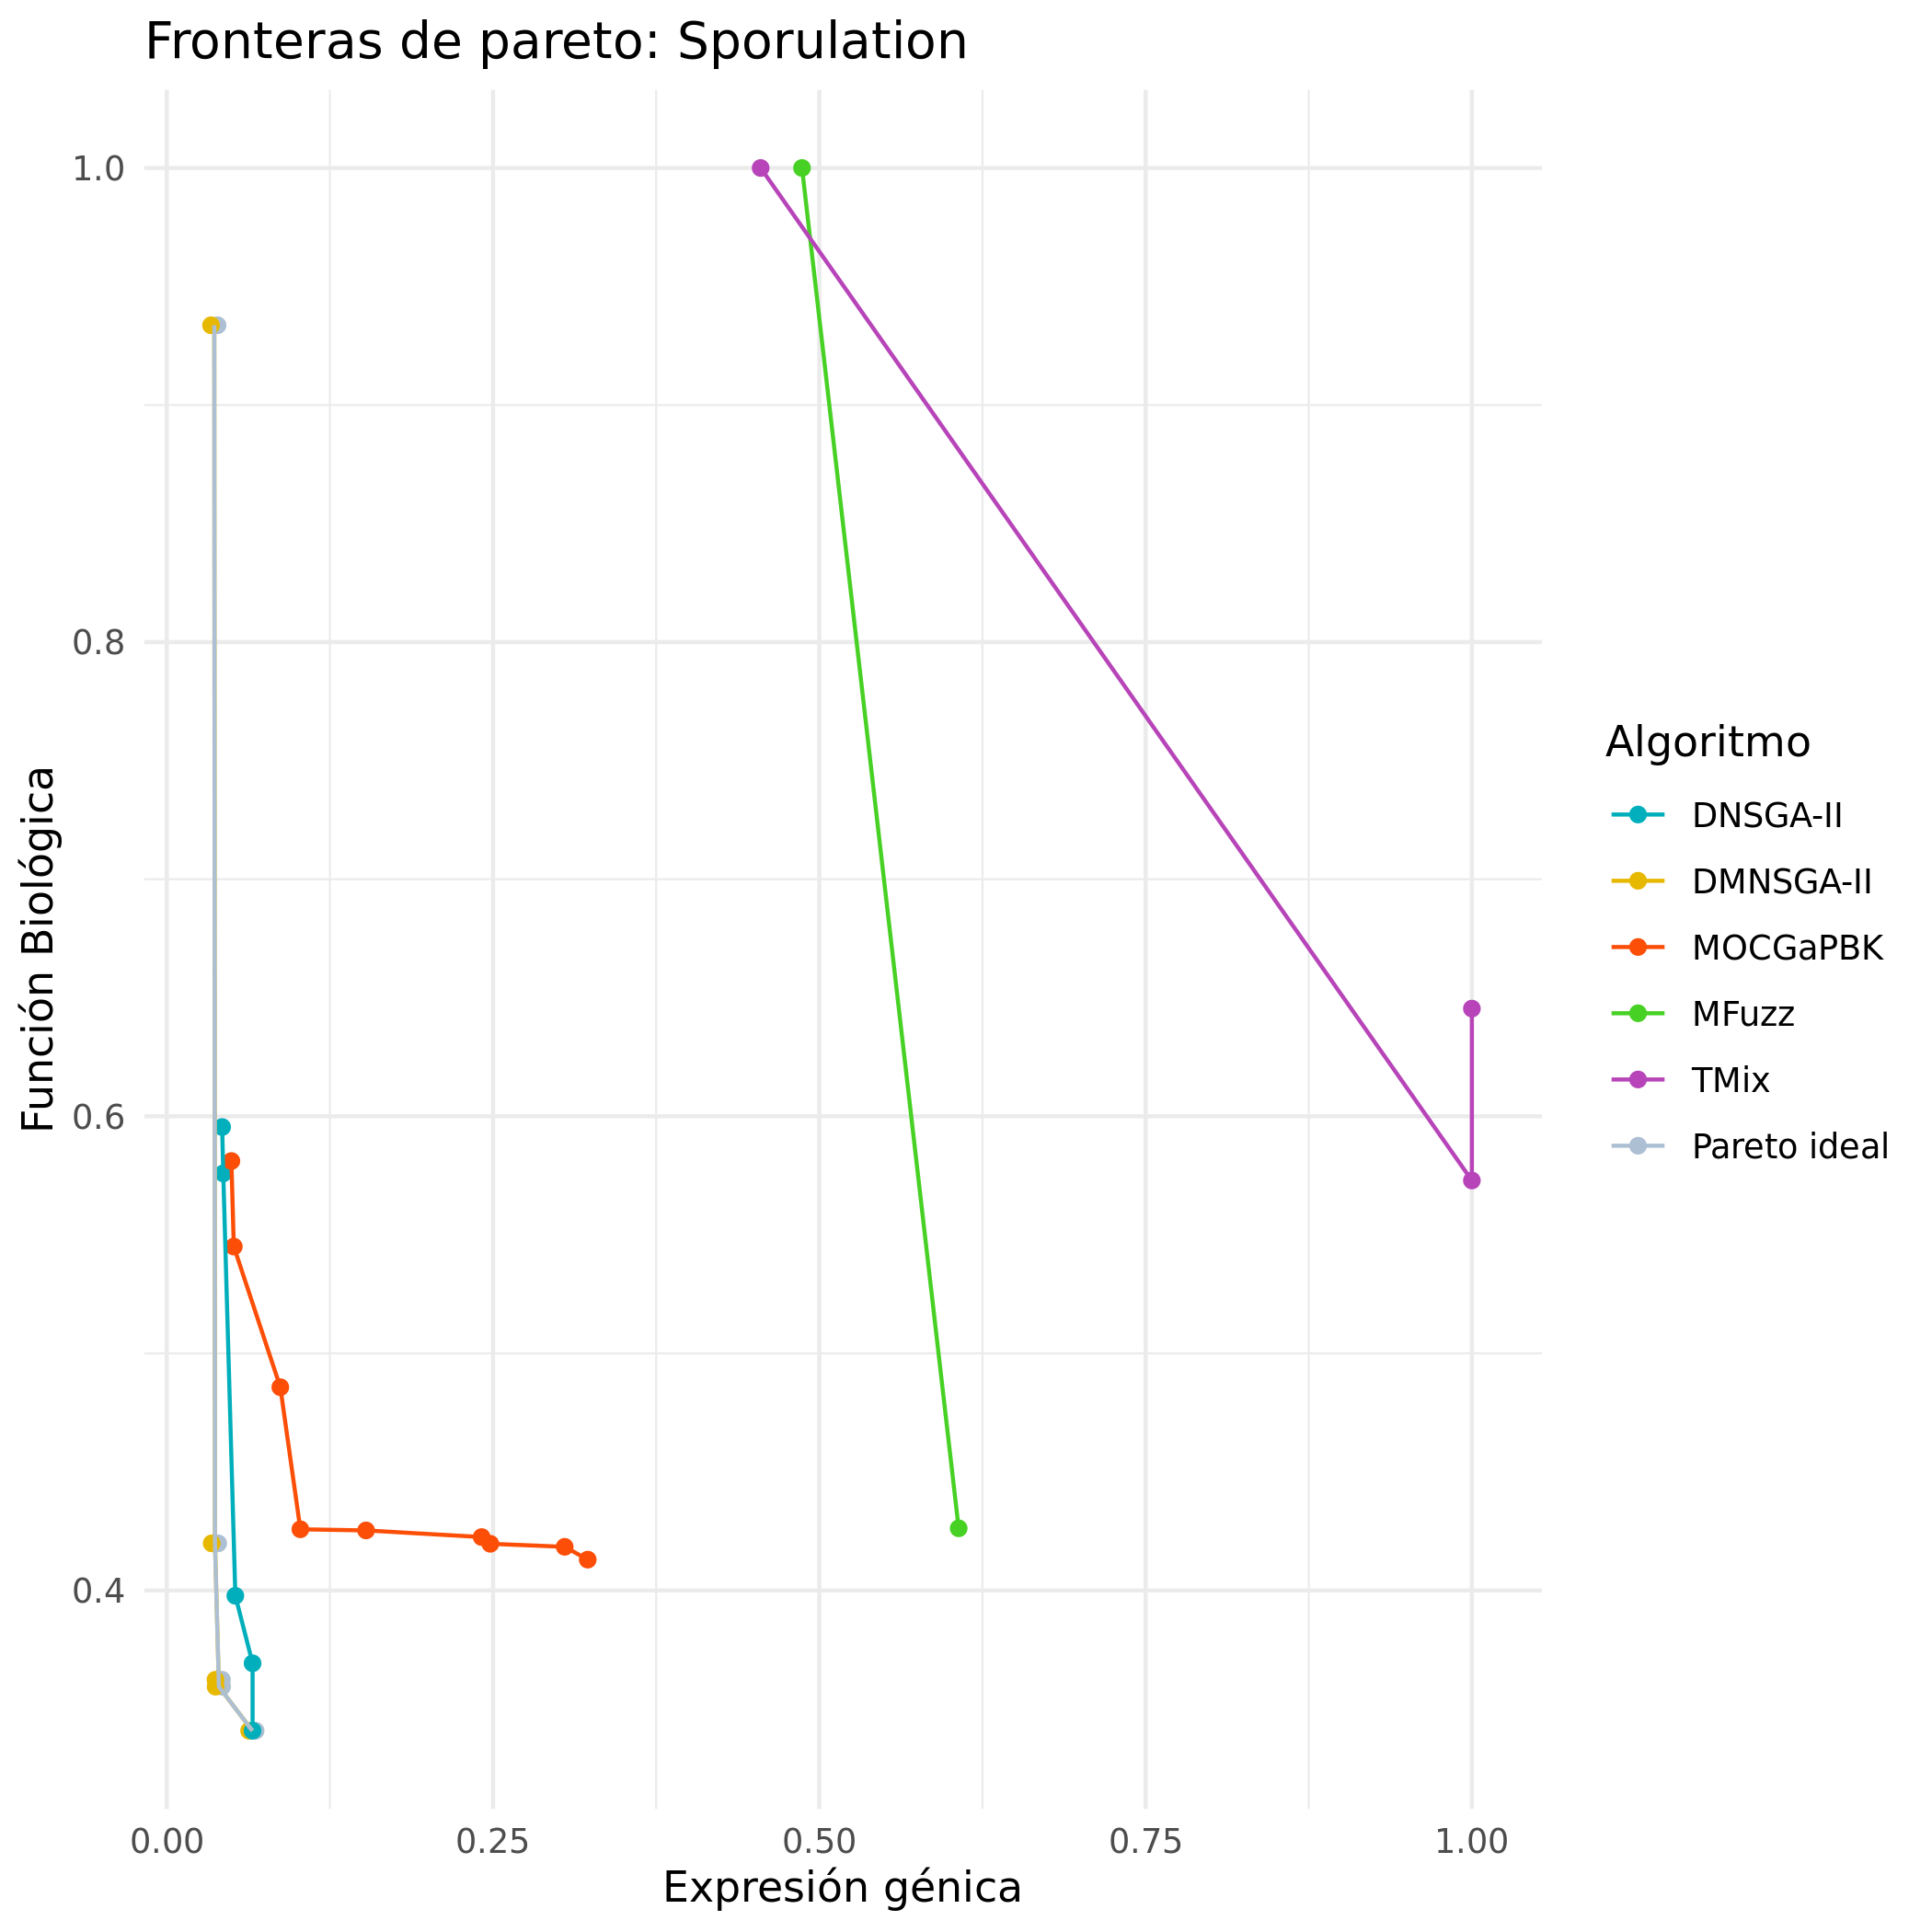 Fronteras de pareto: Sporulation
1.0
0.8
0.6
0.4
Función Biológica
0.00 0.25 0.50 0.75 1.00
Expresión génica
Algoritmo
DNSGA-II
DMNSGA-II
MOCGaPBK
MFuzz
TMix
Pareto ideal